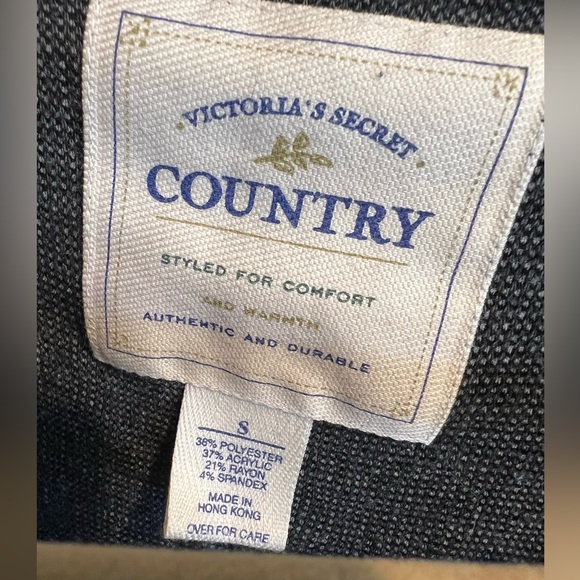 VICTORIA'S SECRET
COUNTRY
STYLED FOR COMFORT
AND WARMTH
AUTHENTIC AND DURABLE
S
38% POLYESTER
37% ACRYLIC
21% RAYON
4% SPANDEX
MADE IN
HONG KONG
OVER FOR CARE